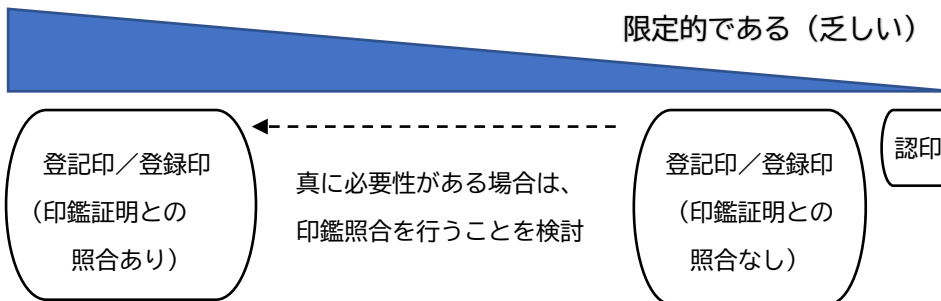 限定的である（乏しい）
登記印／登録印
（印鑑証明との
照合あり）
真に必要性がある場合は、
印鑑照合を行うことを検討
登記印／登録印
（印鑑証明との
照合なし）
認印